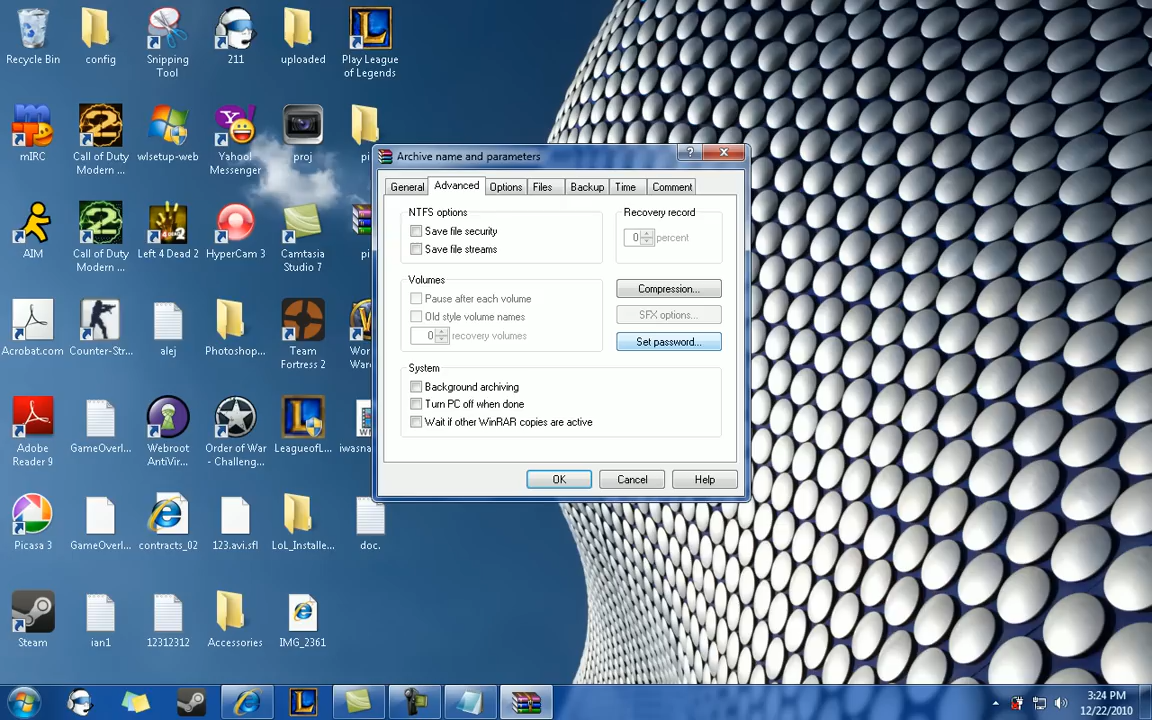 Recycle Bin
config
Snipping
Tool
211
uploaded
Play League
of Legends
mIRC
Call of Duty
Modern ...
wlsetup-web
Yahoo!
Messenger
proj
pi
AIM
Call of Duty
Modern ...
Left 4 Dead 2
HyperCam 3
Camtasia
Studio 7
pi
Acrobat.com
Counter-Str...
alej
Photoshop...
Team
Fortress 2
Wor
Warc
Adobe
Reader 9
GameOverl...
Webroot
AntiVir...
Order of War
- Challeng...
LeagueofL...
iwasna
Picasa 3
GameOverl...
contracts_02
123.avi.sfl
LoL_Installe...
doc.
Steam
ian1
12312312
Accessories
IMG_2361
Archive name and parameters
General
Advanced
Options
Files
Backup
Time
Comment
NTFS options
Save file security
Save file streams
Recovery record
0 percent
Volumes
Pause after each volume
Old style volume names
0 recovery volumes
Compression...
SFX options...
Set password...
System
Background archiving
Turn PC off when done
Wait if other WinRAR copies are active
OK
Cancel
Help
3:24 PM
12/22/2010